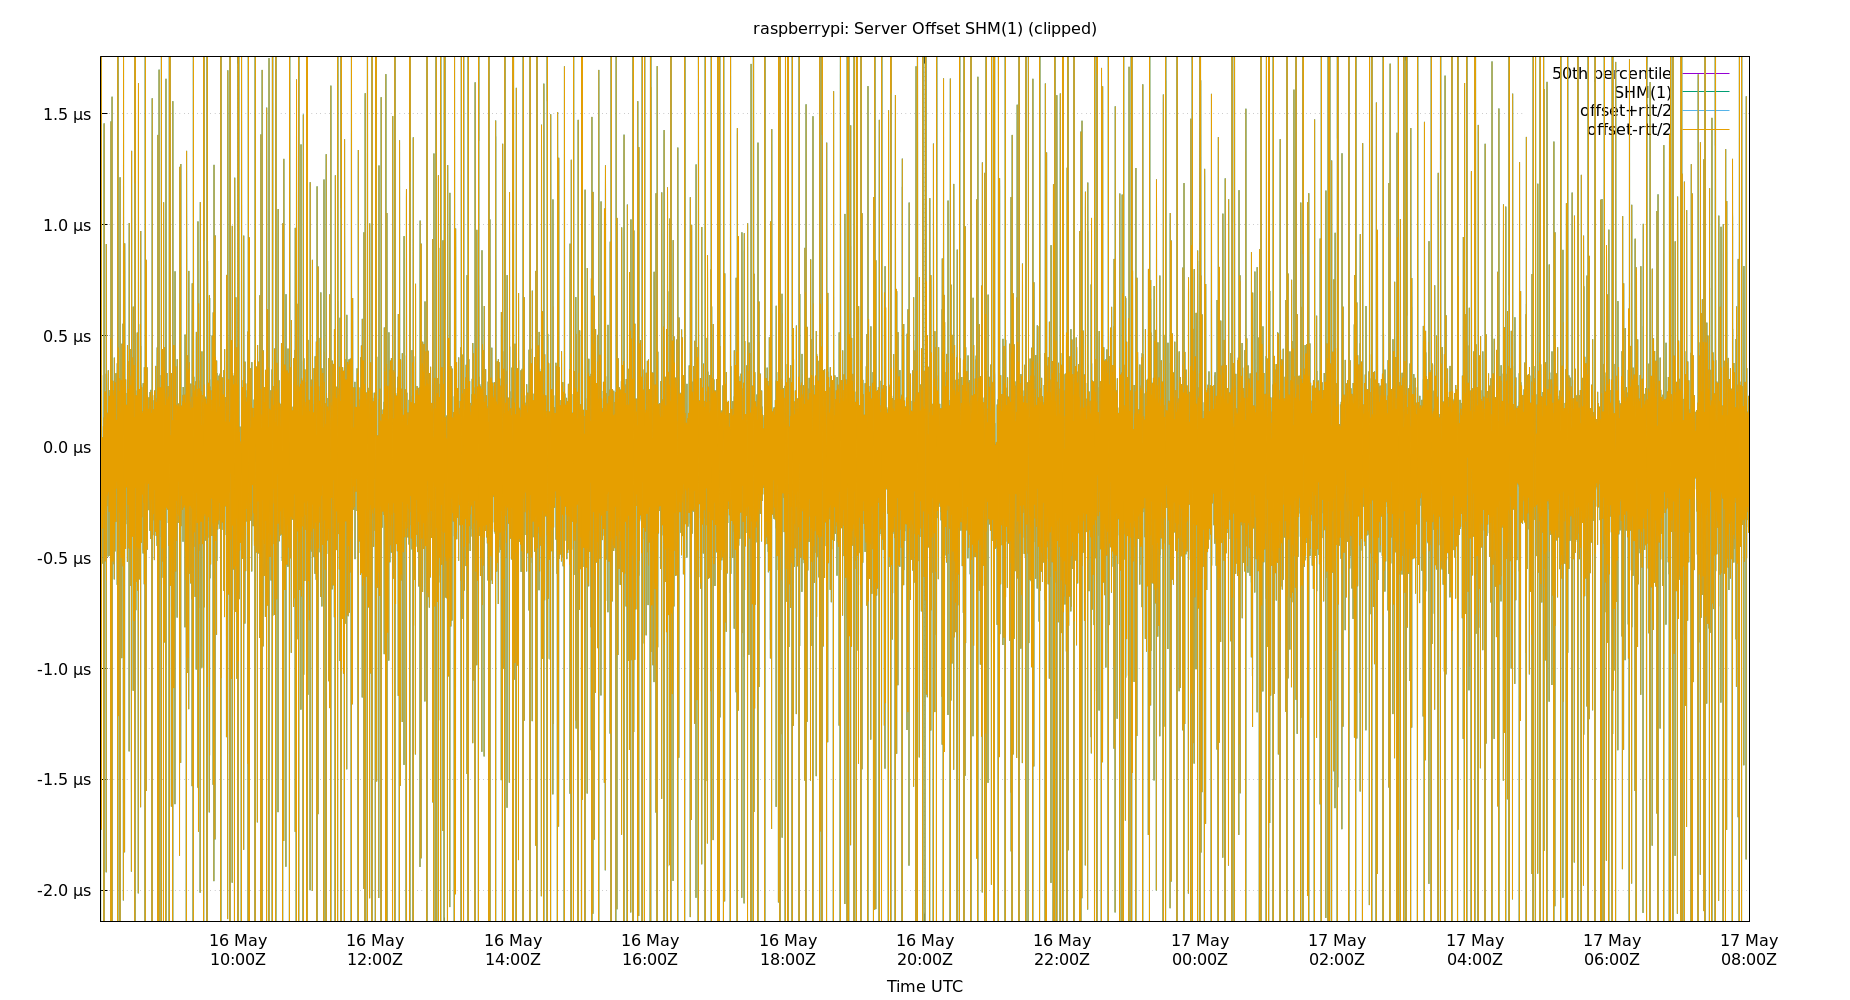 raspberrypi: Server Offset SHM(1) (clipped)
50th percentile
SHM(1)
offset+rtt/2
offset-rtt/2
1.5 µs
1.0 µs
0.5 µs
0.0 µs
-0.5 µs
-1.0 µs
-1.5 µs
-2.0 µs
16 May 16 May 16 May 16 May 16 May 16 May 16 May 17 May 17 May 17 May 17 May 17 May
10:00Z 12:00Z 14:00Z 16:00Z 18:00Z 20:00Z 22:00Z 00:00Z 02:00Z 04:00Z 06:00Z 08:00Z
Time UTC